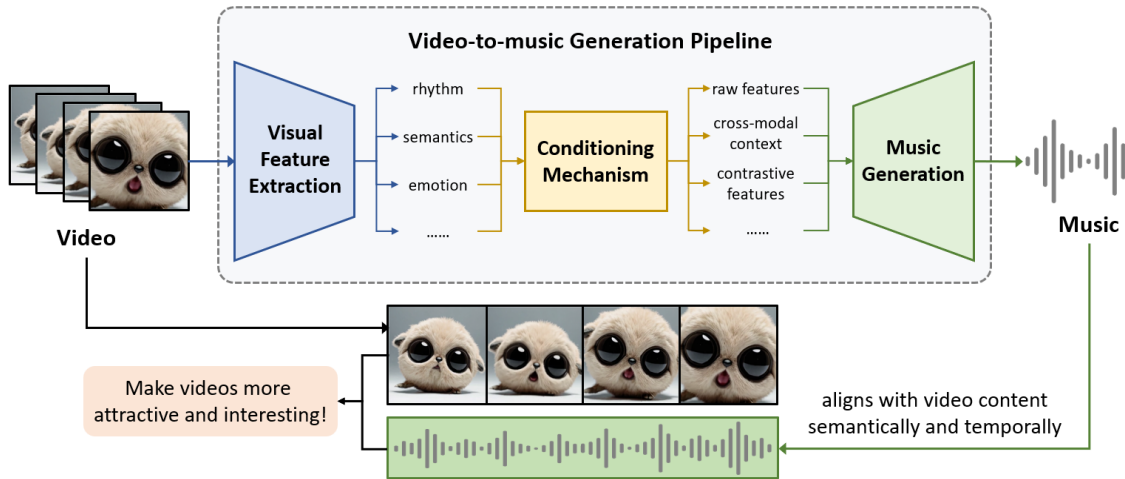 Video-to-music Generation Pipeline
Visual
Feature
Extraction
rhythm
semantics
emotion
......
Conditioning
Mechanism
raw features
cross-modal
context
contrastive
features
......
Music
Generation
Video
Music
Make videos more
attractive and interesting!
aligns with video content
semantically and temporally